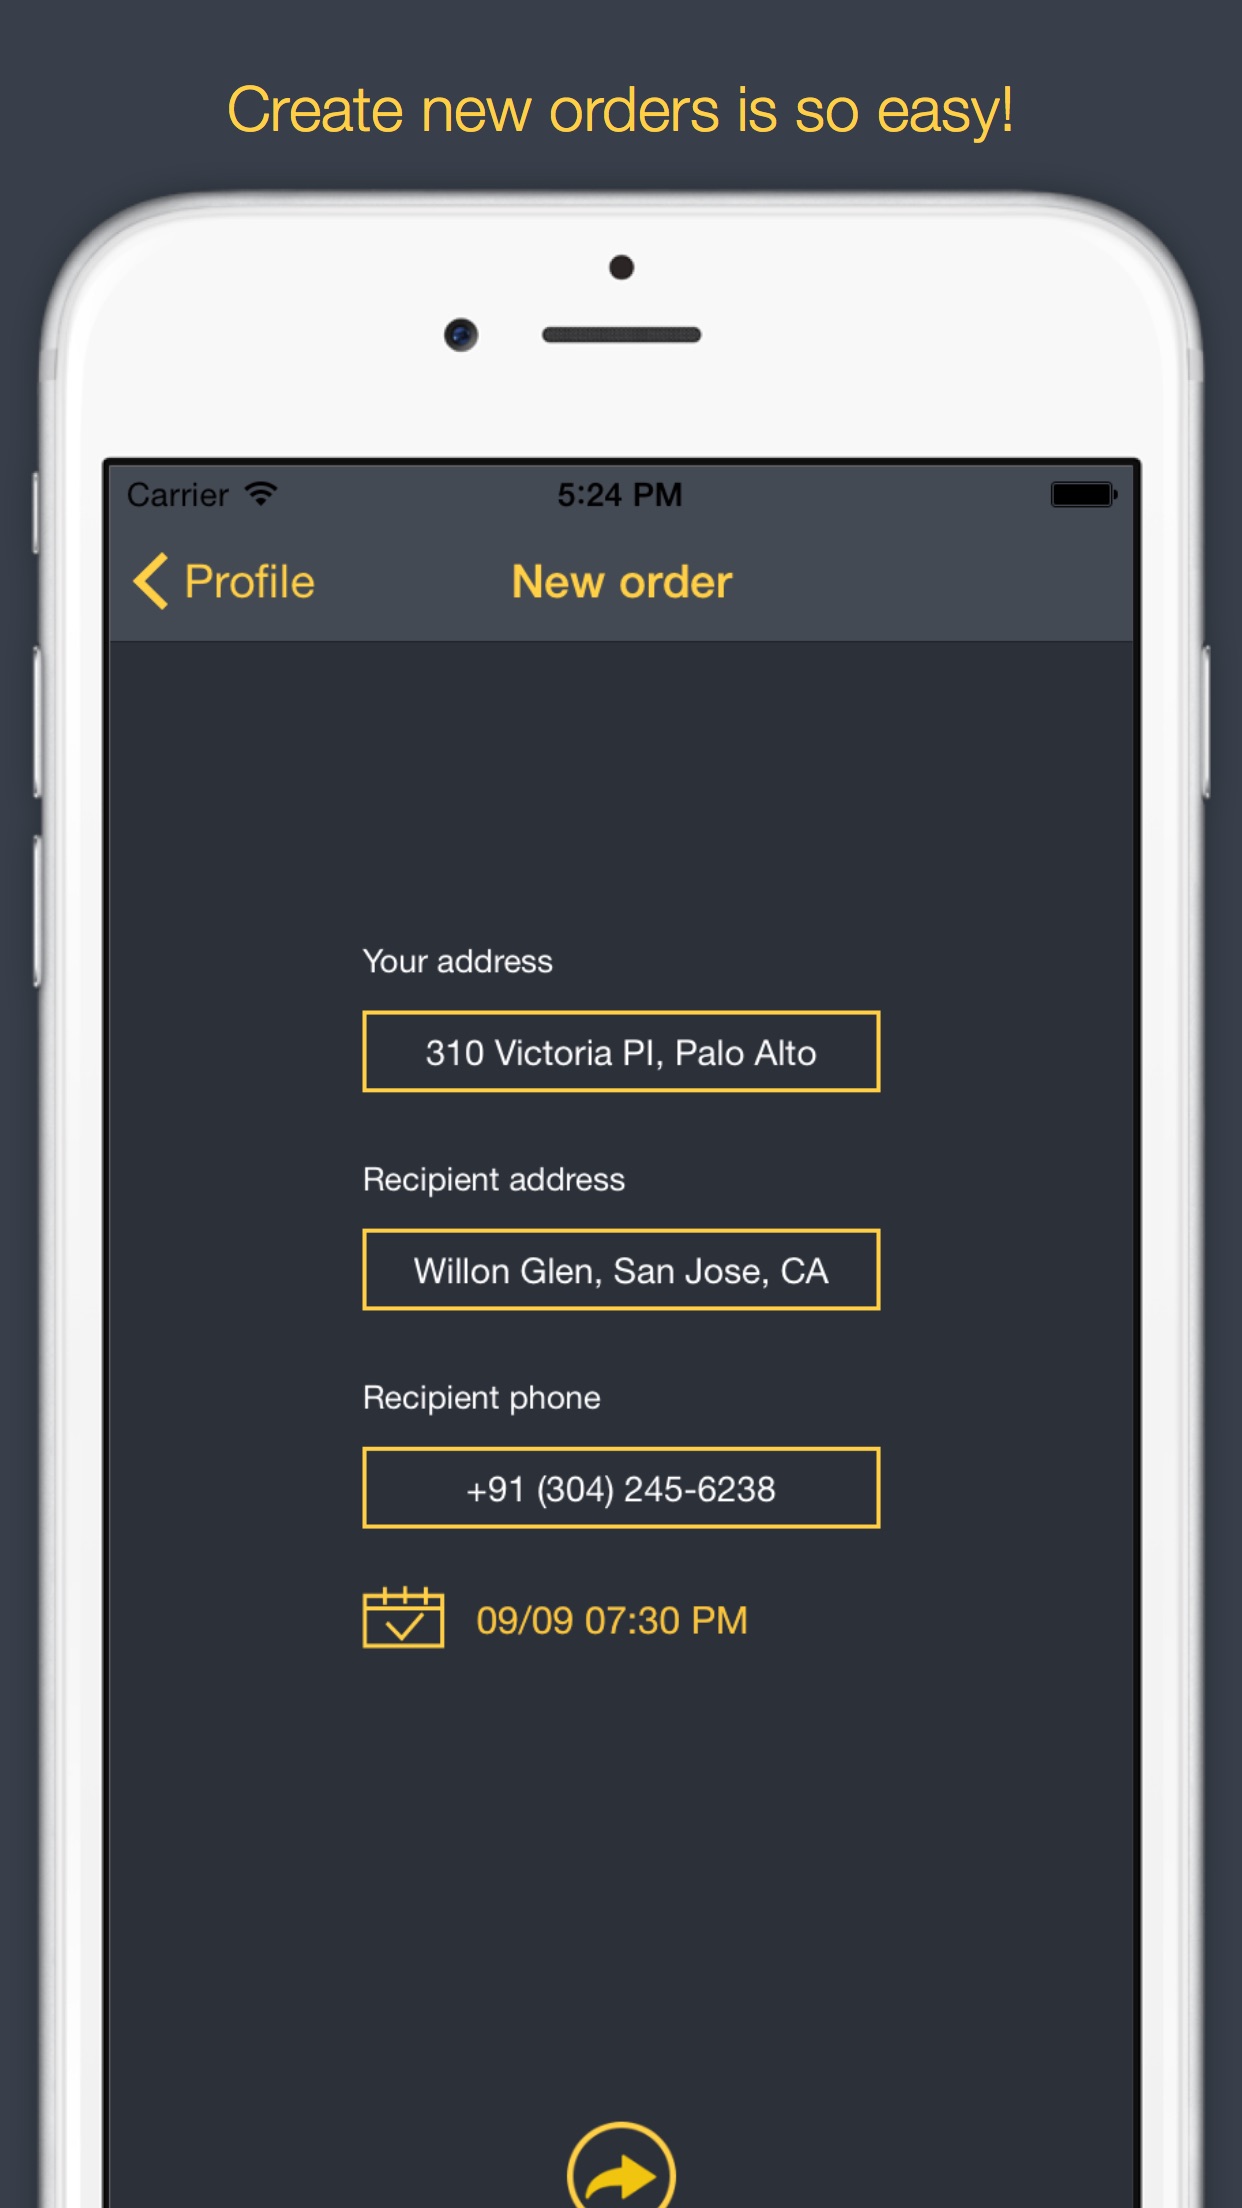 Create new orders is so easy!
Carrier 5:24 PM
Profile New order
Your address
310 Victoria Pl, Palo Alto
Recipient address
Willon Glen, San Jose, CA
Recipient phone
+91 (304) 245-6238
09/09 07:30 PM